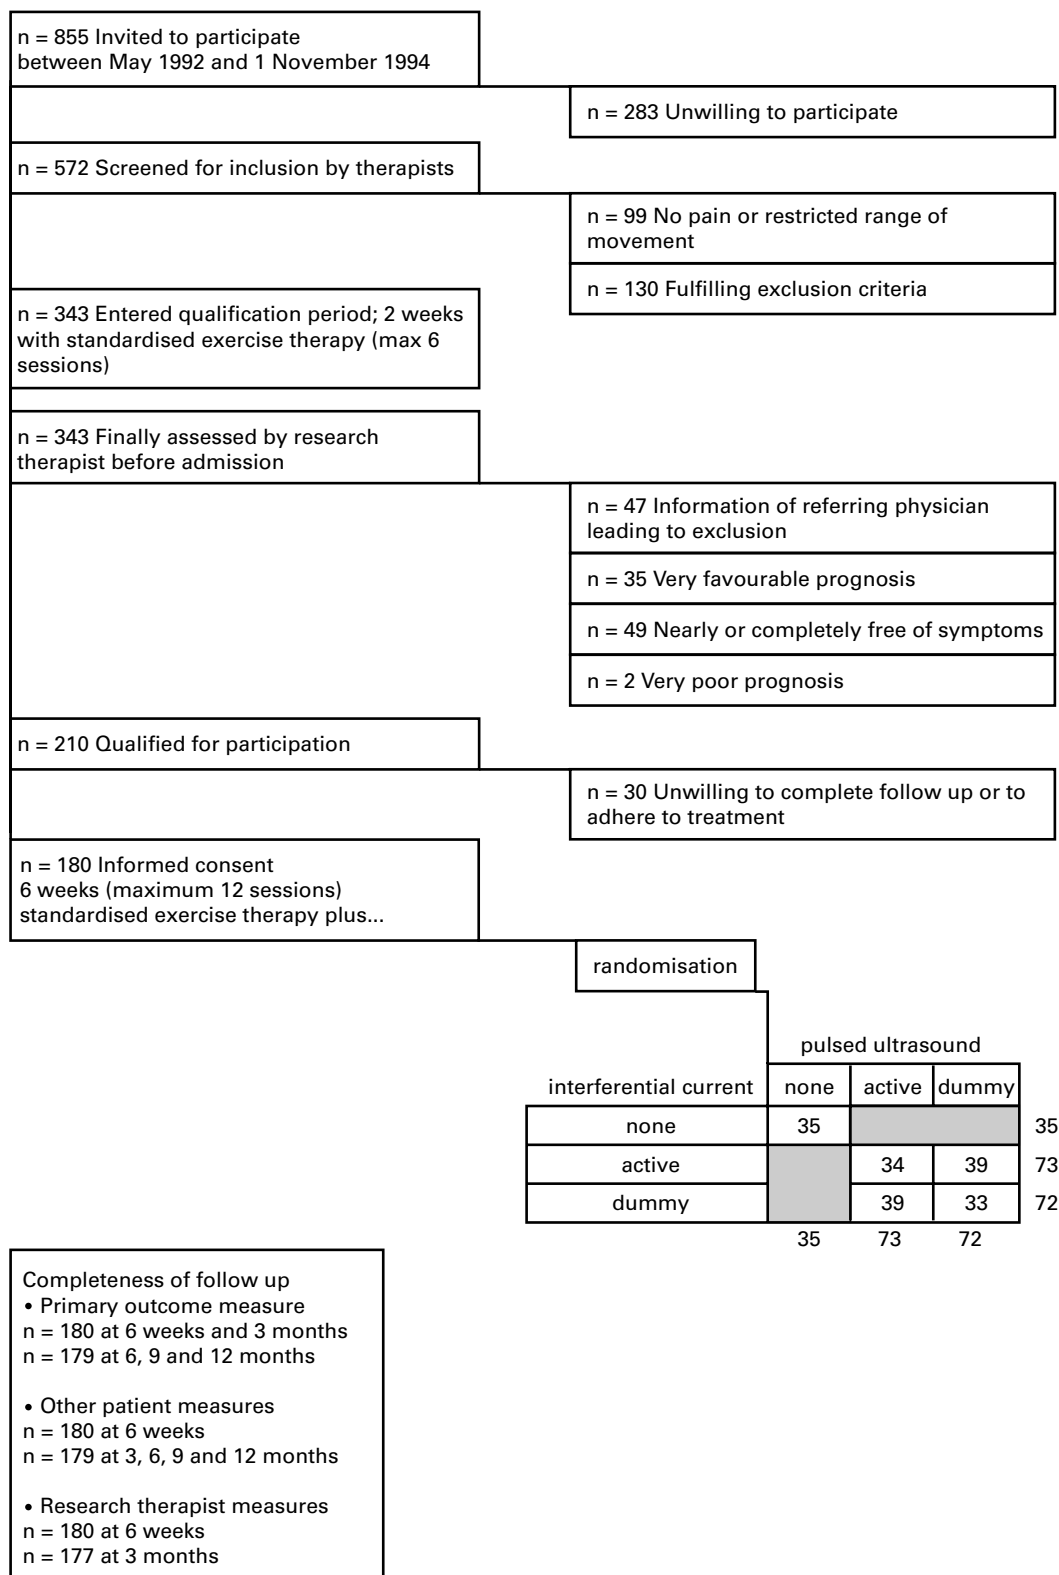 n = 855 Invited to participate
between May 1992 and 1 November 1994
n = 283 Unwilling to participate
n = 572 Screened for inclusion by therapists
n = 99 No pain or restricted range of
movement
n = 130 Fulfilling exclusion criteria
n = 343 Entered qualification period; 2 weeks
with standardised exercise therapy (max 6
sessions)
n = 343 Finally assessed by research
therapist before admission
n = 47 Information of referring physician
leading to exclusion
n = 35 Very favourable prognosis
n = 49 Nearly or completely free of symptoms
n = 2 Very poor prognosis
n = 210 Qualified for participation
n = 30 Unwilling to complete follow up or to
adhere to treatment
n = 180 Informed consent
6 weeks (maximum 12 sessions)
standardised exercise therapy plus...
randomisation
pulsed ultrasound
interferential current none active dummy
none 35 35
active 34 39 73
dummy 39 33 72
35 73 72
Completeness of follow up
• Primary outcome measure
n = 180 at 6 weeks and 3 months
n = 179 at 6, 9 and 12 months
• Other patient measures
n = 180 at 6 weeks
n = 179 at 3, 6, 9 and 12 months
• Research therapist measures
n = 180 at 6 weeks
n = 177 at 3 months